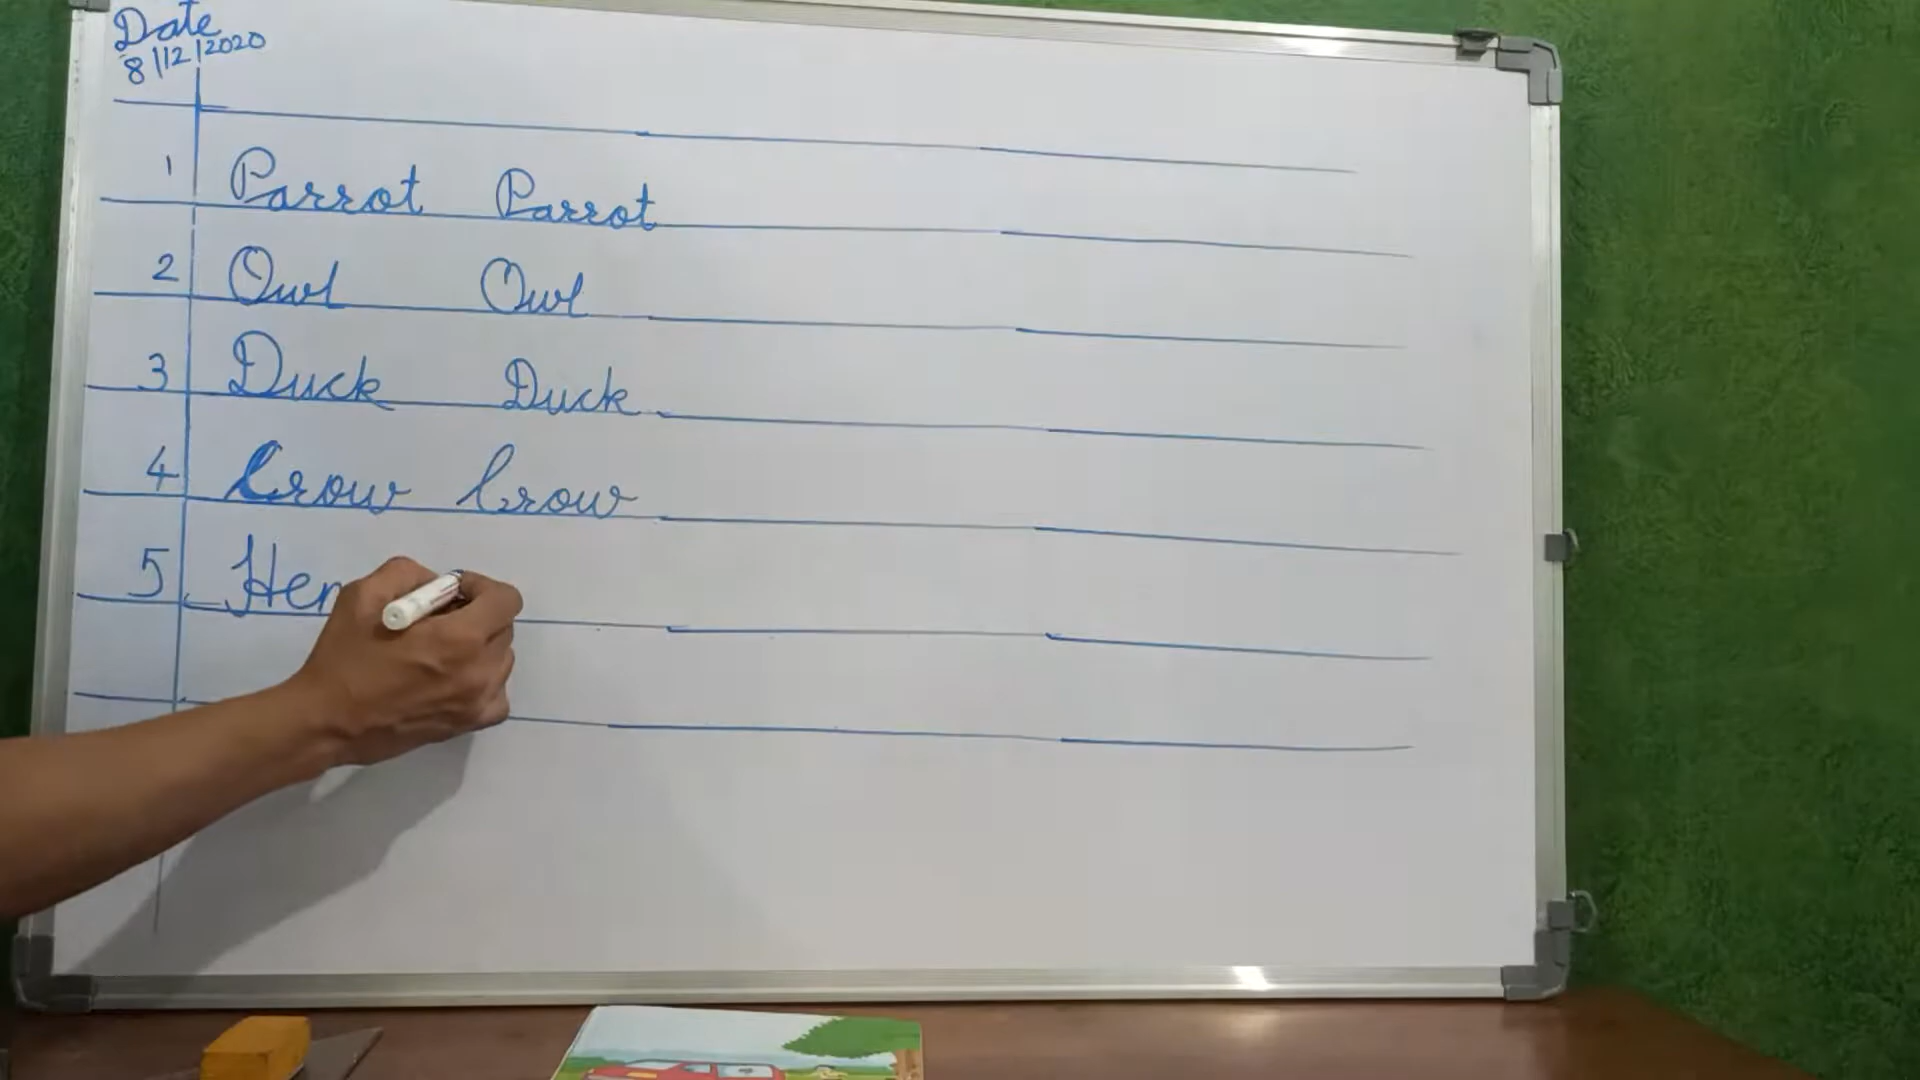 Date
8/12/2020
1 Parrot Parrot
2 Owl Owl
3 Duck Duck
4 Crow Crow
5 Hen